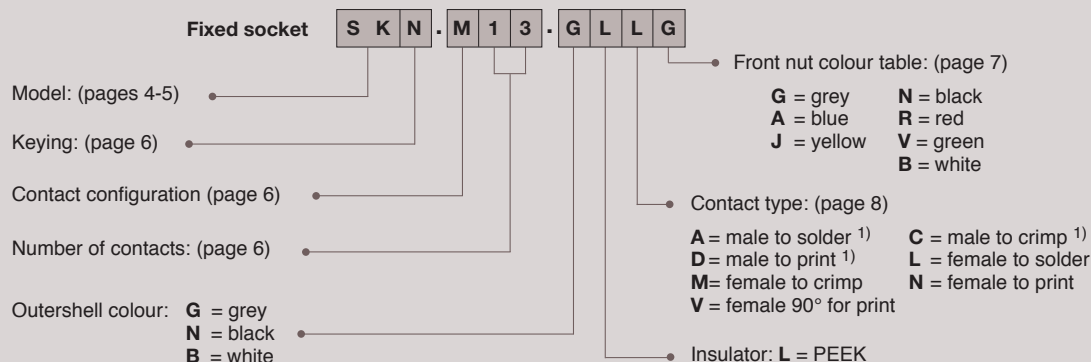 Fixed socket S K N . M 1 3 . G L L G
Model: (pages 4-5)
Keying: (page 6)
Contact configuration (page 6)
Number of contacts: (page 6)
Outershell colour: G = grey
N = black
B = white
Front nut colour table: (page 7)
G = grey N = black
A = blue R = red
J = yellow V = green
B = white
Contact type: (page 8)
A = male to solder 1) C = male to crimp 1)
D = male to print 1) L = female to solder
M= female to crimp N = female to print
V = female 90° for print
Insulator: L = PEEK